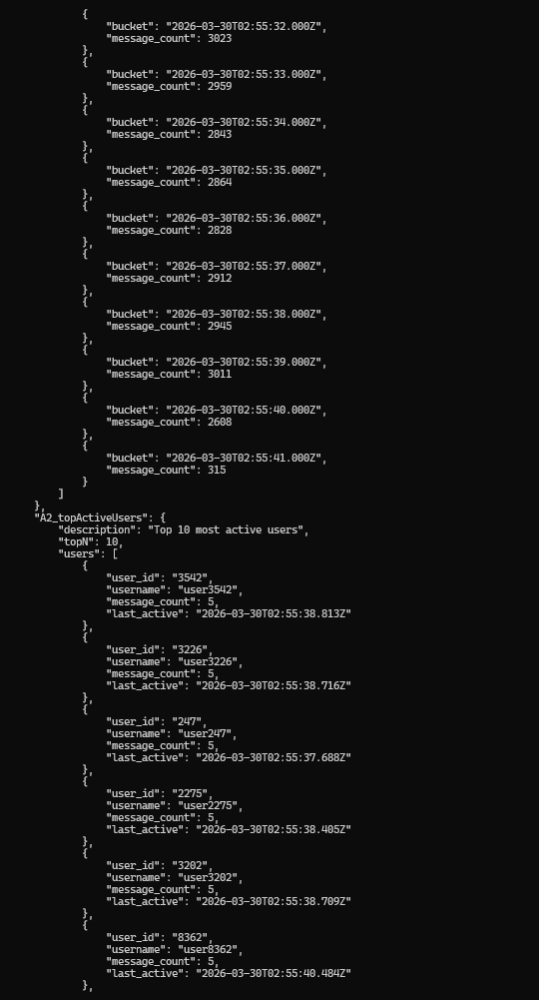 {
"bucket": "2026-03-30T02:55:32.000Z",
"message_count": 3023
},
{
"bucket": "2026-03-30T02:55:33.000Z",
"message_count": 2959
},
{
"bucket": "2026-03-30T02:55:34.000Z",
"message_count": 2843
},
{
"bucket": "2026-03-30T02:55:35.000Z",
"message_count": 2864
},
{
"bucket": "2026-03-30T02:55:36.000Z",
"message_count": 2828
},
{
"bucket": "2026-03-30T02:55:37.000Z",
"message_count": 2912
},
{
"bucket": "2026-03-30T02:55:38.000Z",
"message_count": 2945
},
{
"bucket": "2026-03-30T02:55:39.000Z",
"message_count": 3011
},
{
"bucket": "2026-03-30T02:55:40.000Z",
"message_count": 2608
},
{
"bucket": "2026-03-30T02:55:41.000Z",
"message_count": 315
}
]
},
"A2_topActiveUsers": {
"description": "Top 10 most active users",
"topN": 10,
"users": [
{
"user_id": "3542",
"username": "user3542",
"message_count": 5,
"last_active": "2026-03-30T02:55:38.813Z"
},
{
"user_id": "3226",
"username": "user3226",
"message_count": 5,
"last_active": "2026-03-30T02:55:38.716Z"
},
{
"user_id": "247",
"username": "user247",
"message_count": 5,
"last_active": "2026-03-30T02:55:37.688Z"
},
{
"user_id": "2275",
"username": "user2275",
"message_count": 5,
"last_active": "2026-03-30T02:55:38.405Z"
},
{
"user_id": "3202",
"username": "user3202",
"message_count": 5,
"last_active": "2026-03-30T02:55:38.709Z"
},
{
"user_id": "8362",
"username": "user8362",
"message_count": 5,
"last_active": "2026-03-30T02:55:40.484Z"
},